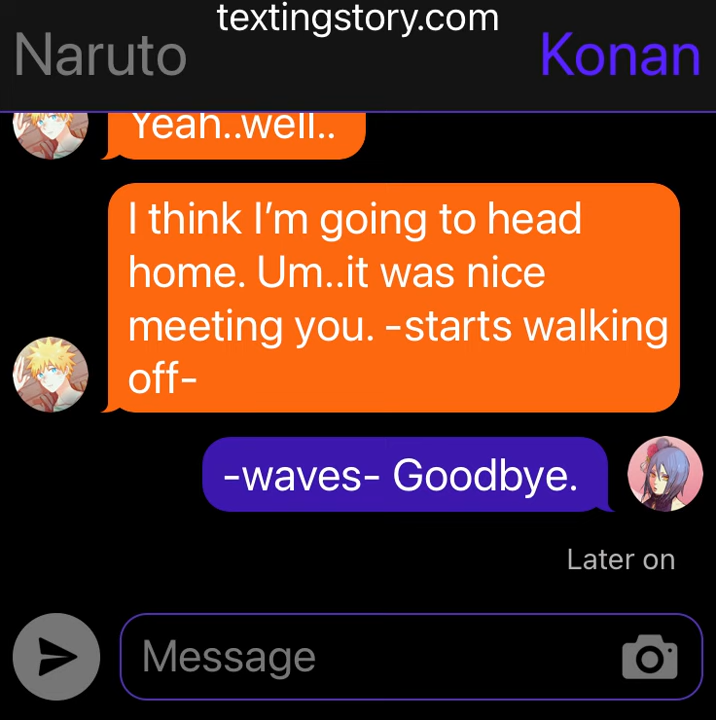 textingstory.com
Naruto
Konan
Yeah..well..
I think I’m going to head
home. Um..it was nice
meeting you. -starts walking
off-
-waves- Goodbye.
Later on
Message